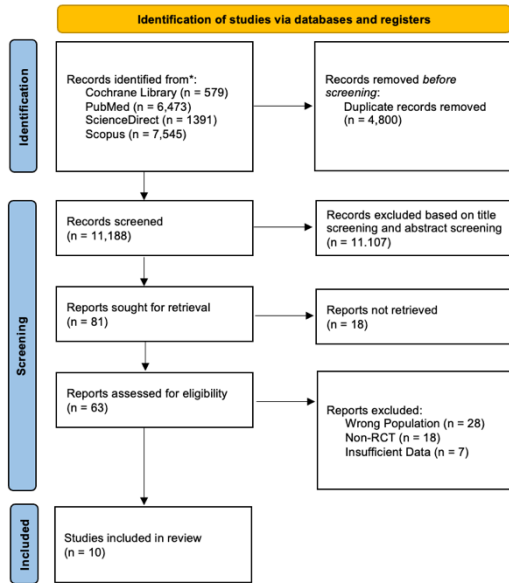 Identification of studies via databases and registers
Identification
Records identified from*:
Cochrane Library (n = 579)
PubMed (n = 6,473)
ScienceDirect (n = 1391)
Scopus (n = 7,545)
Records removed before
screening:
Duplicate records removed
(n = 4,800)
Screening
Records screened
(n = 11,188)
Records excluded based on title
screening and abstract screening
(n = 11.107)
Reports sought for retrieval
(n = 81)
Reports not retrieved
(n = 18)
Reports assessed for eligibility
(n = 63)
Reports excluded:
Wrong Population (n = 28)
Non-RCT (n = 18)
Insufficient Data (n = 7)
Included
Studies included in review
(n = 10)